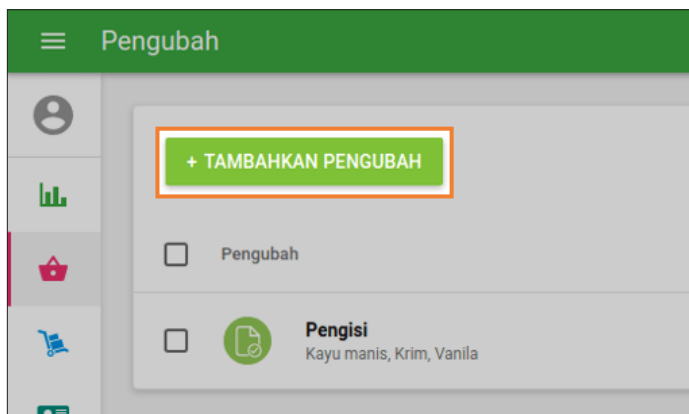 Pengubah
+ TAMBAHKAN PENGUBAH
Pengubah
Pengisi
Kayu manis, Krim, Vanila